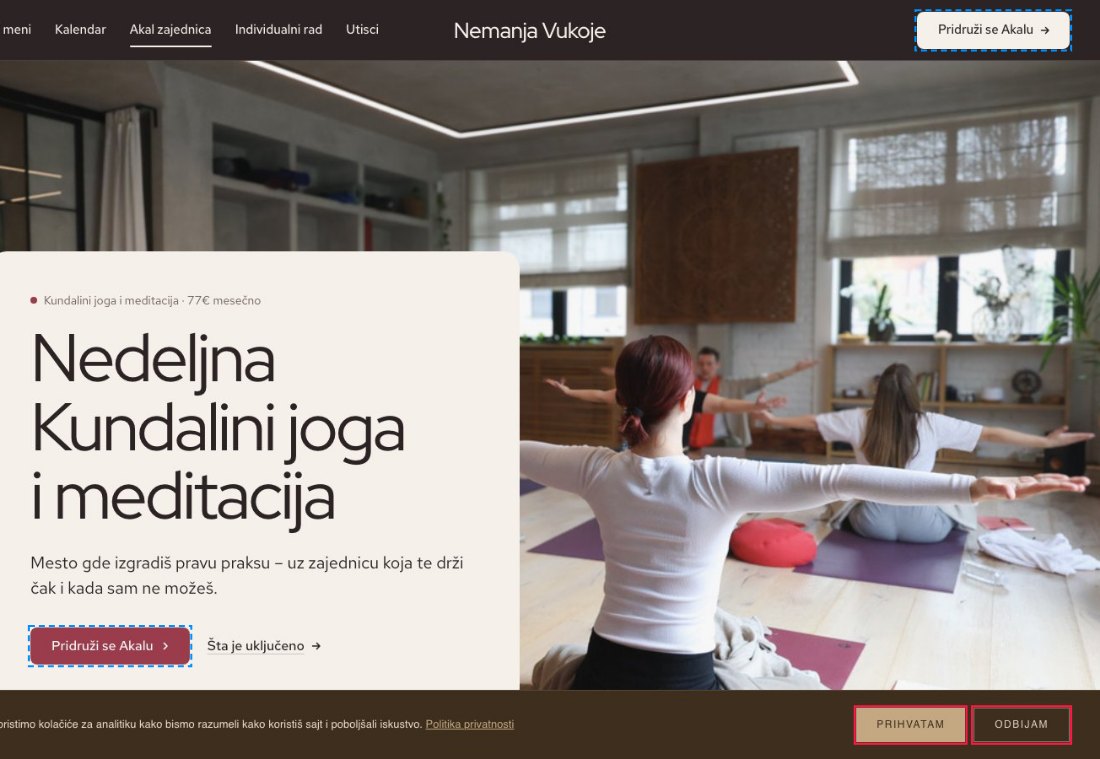 meni Kalendar Akal zajednica Individualni rad Utisci Nemanja Vukoje Pridruži se Akalu →
Kundalini joga i meditacija · 77€ mesečno
Nedeljna
Kundalini joga
i meditacija
Mesto gde izgradiš pravu praksu – uz zajednicu koja te drži
čak i kada sam ne možeš.
Pridruži se Akalu › Šta je uključeno →
oristimo kolačiće za analitiku kako bismo razumeli kako koristiš sajt i poboljšali iskustvo. Politika privatnosti PRIHVATAM ODBIJAM